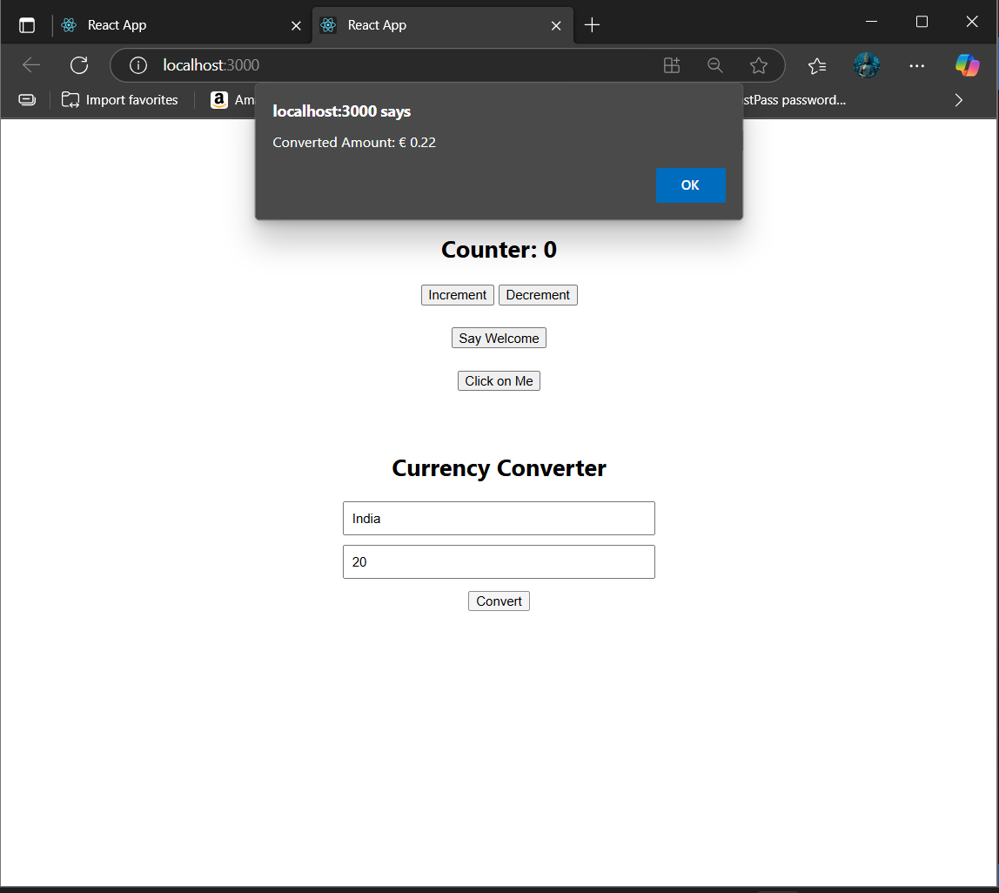 React App
React App
localhost:3000
Import favorites
Am
stPass password...
localhost:3000 says
Converted Amount: € 0.22
OK
Counter: 0
Increment Decrement
Say Welcome
Click on Me
Currency Converter
India
20
Convert